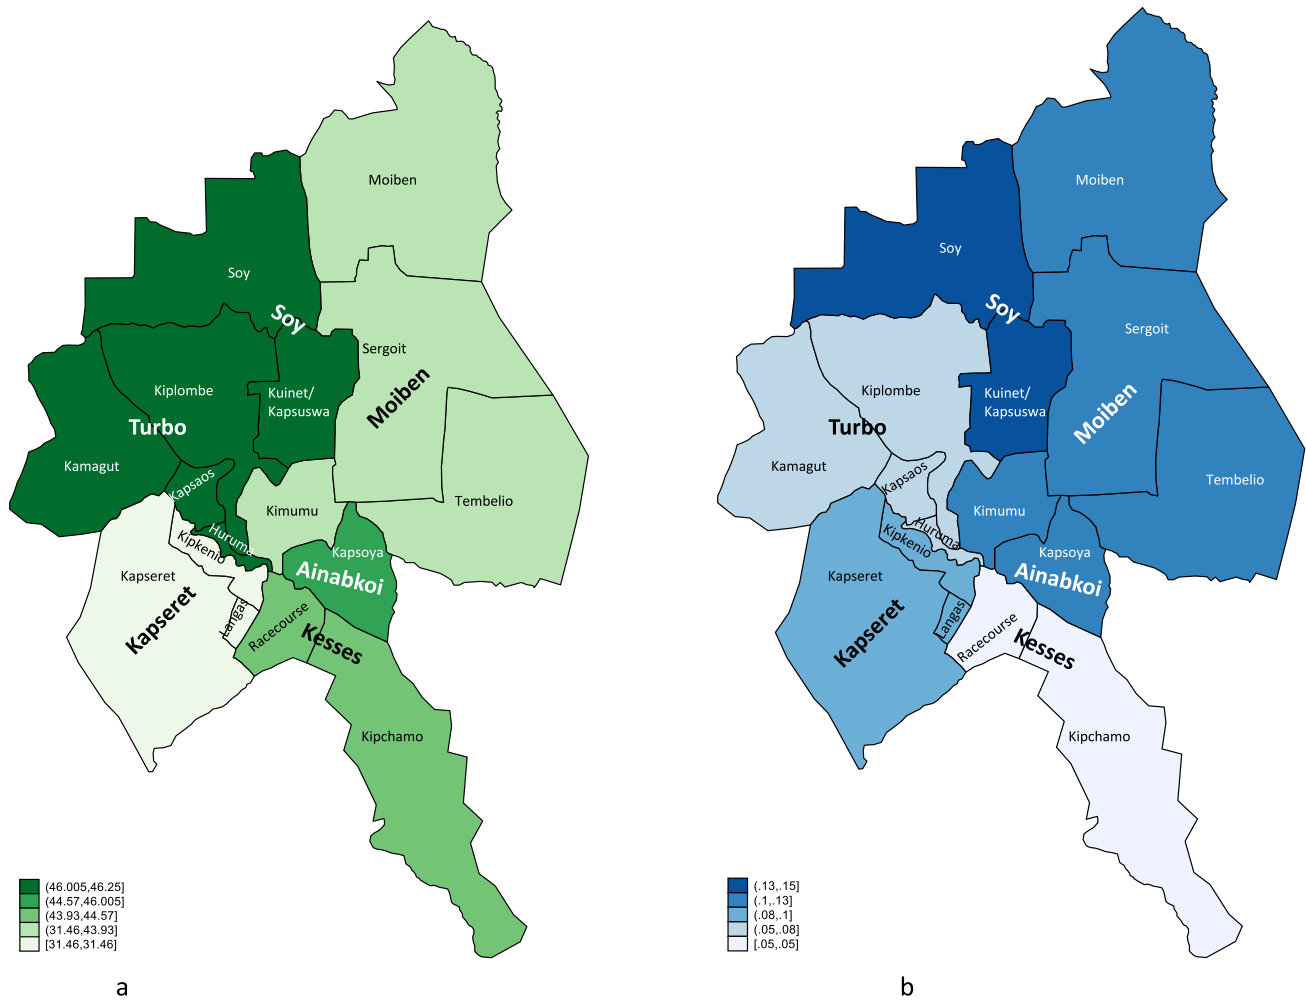 Moiben
Soy
Soy
Sergoit
Kiplombe
Kuinet/
Kapsuswa
Moiben
Turbo
Kamagut
Kapsaos
Tembelio
Kimumu
Huruma
Kipkenio
Kapsoya
Ainabkoi
Kapseret
Kapseret
Langas
Racecourse
Kesses
Kipchamo
(46.005,46.25]
(44.57,46.005]
(43.93,44.57]
(31.46,43.93]
[31.46,31.46]
a
Moiben
Soy
Soy
Sergoit
Kiplombe
Kuinet/
Kapsuswa
Moiben
Turbo
Kamagut
Kapsaos
Tembelio
Kimumu
Huruma
Kipkenio
Kapsoya
Ainabkoi
Kapseret
Kapseret
Langas
Racecourse
Kesses
Kipchamo
(.13,.15]
(.1,.13]
(.08,.1]
(.05,.08]
[.05,.05]
b